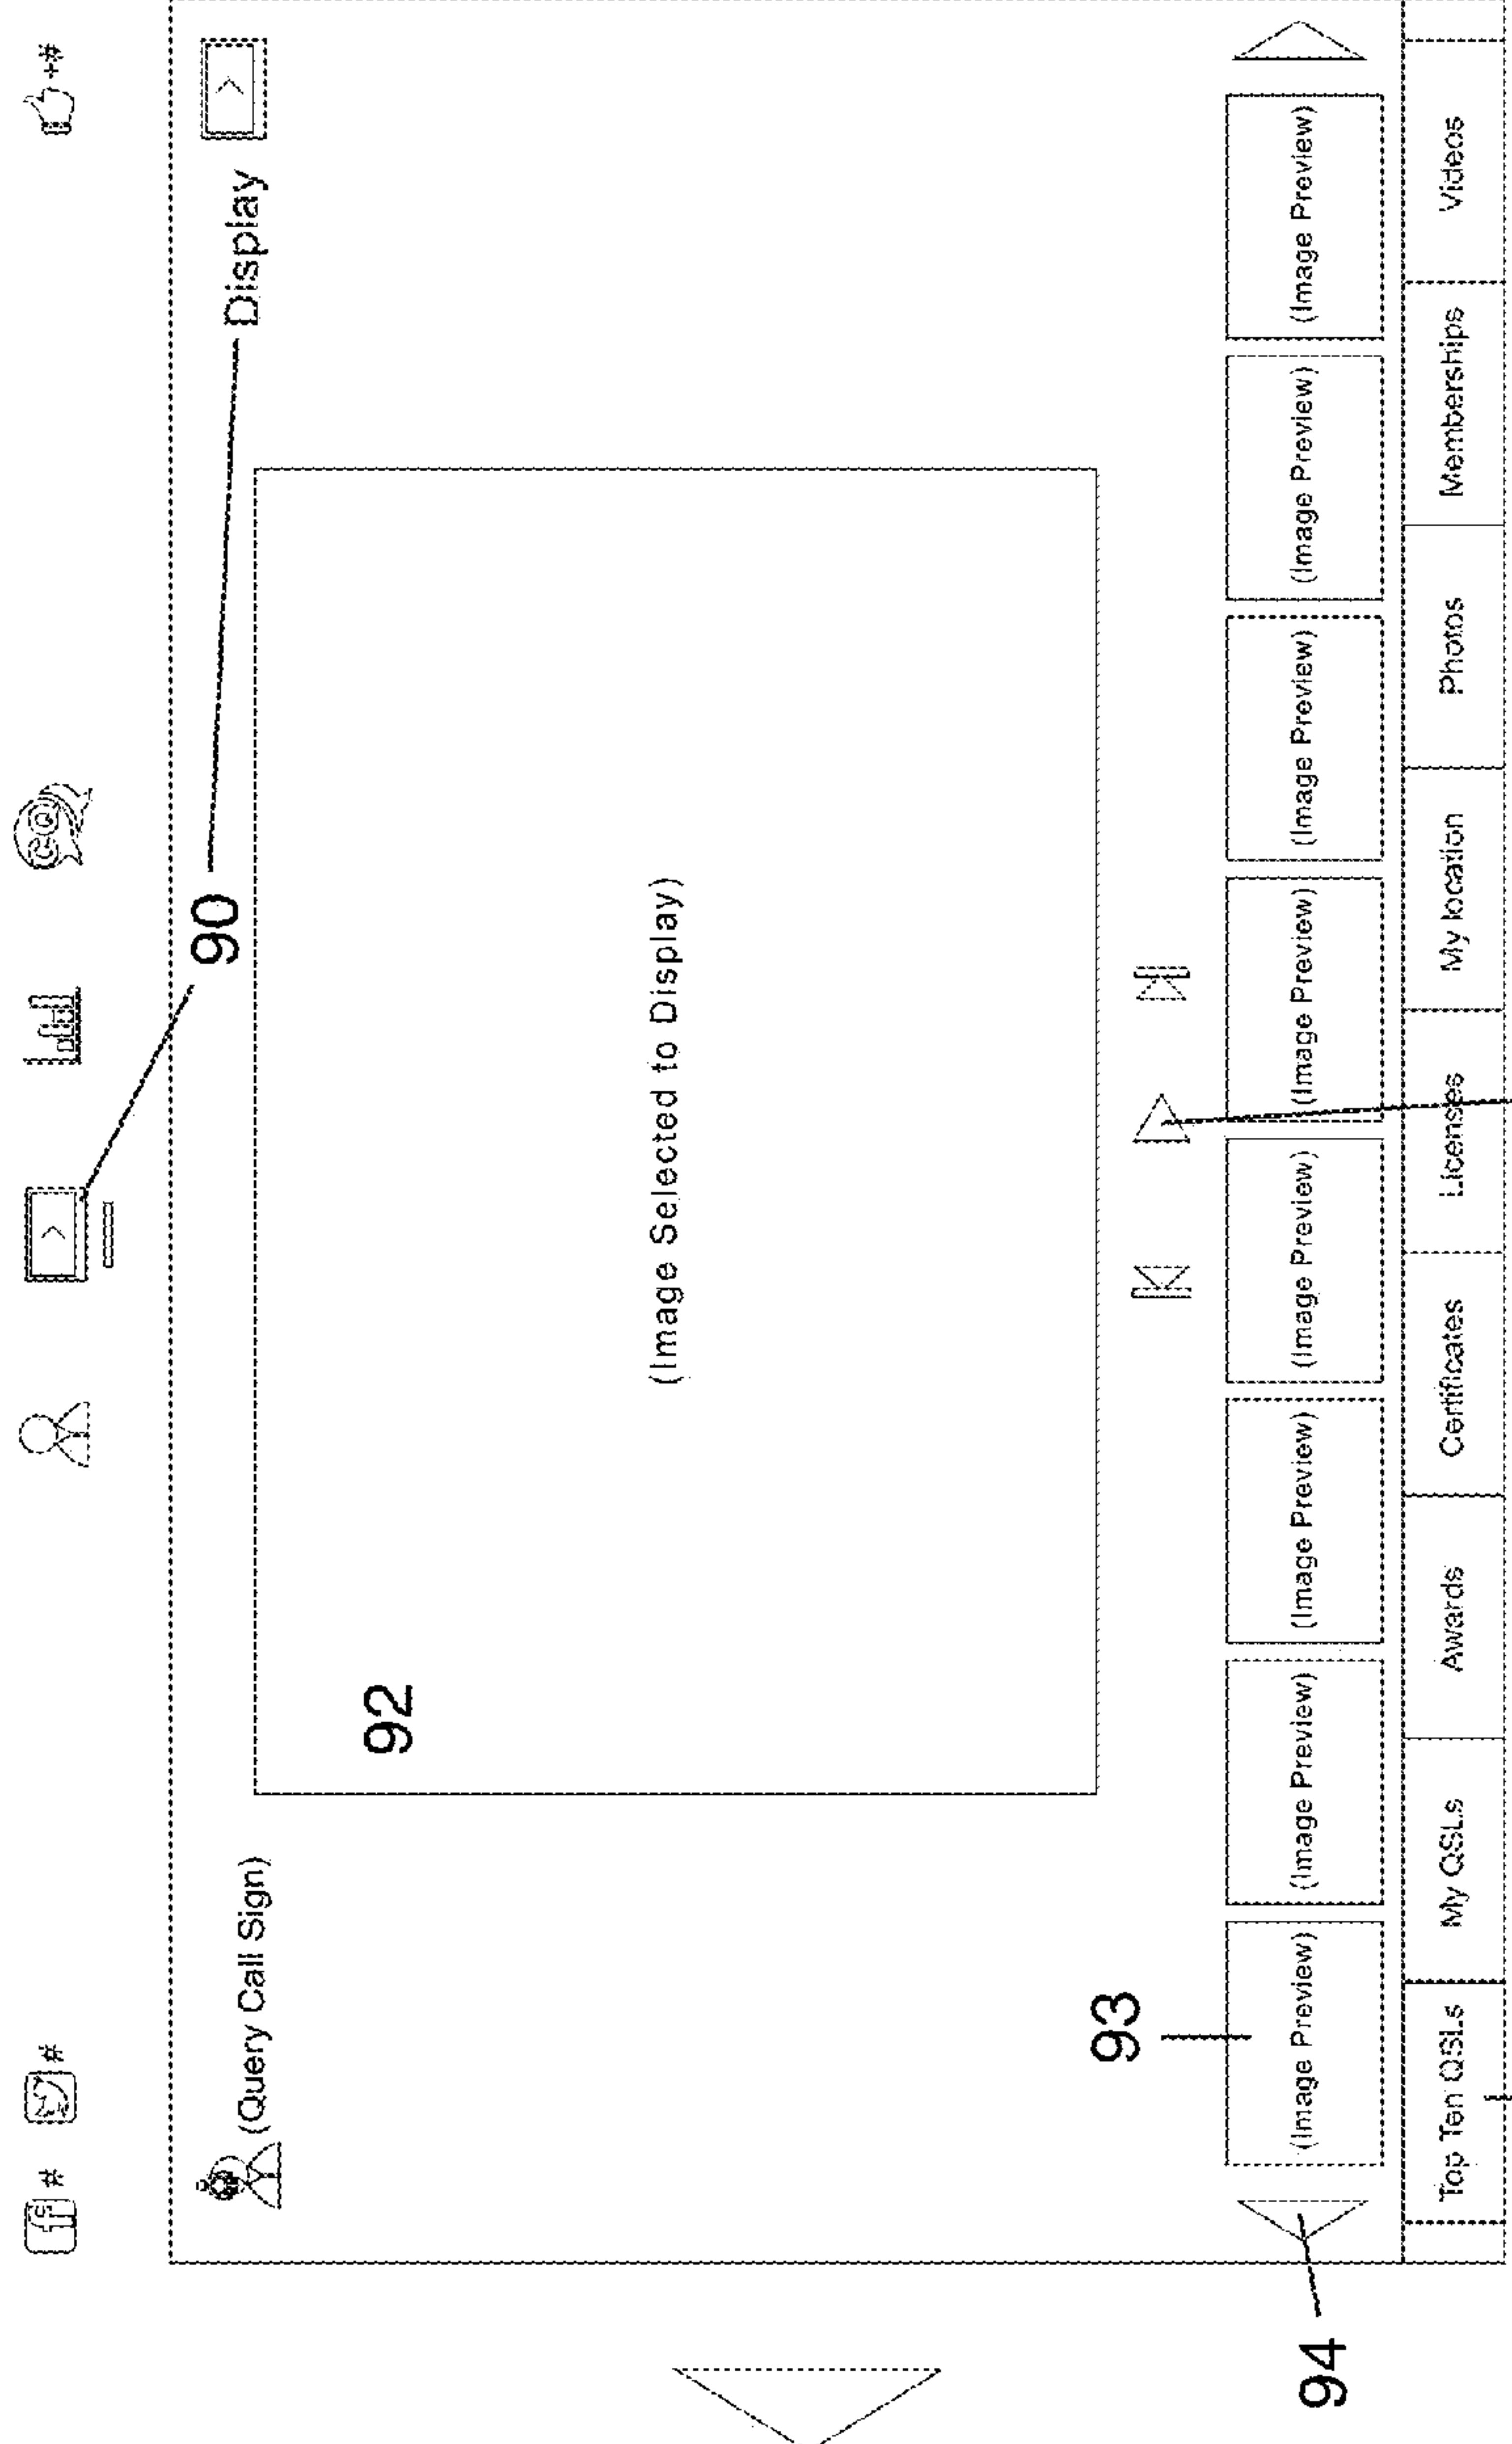 f # #
CQ
+#
90
(Query Call Sign)
Display
92
(Image Selected to Display)
93
94
(Image Preview) (Image Preview) (Image Preview) (Image Preview) (Image Preview) (Image Preview) (Image Preview) (Image Preview)
Top Ten QSLs My QSLs Awards Certificates Licenses My location Photos Memberships Videos